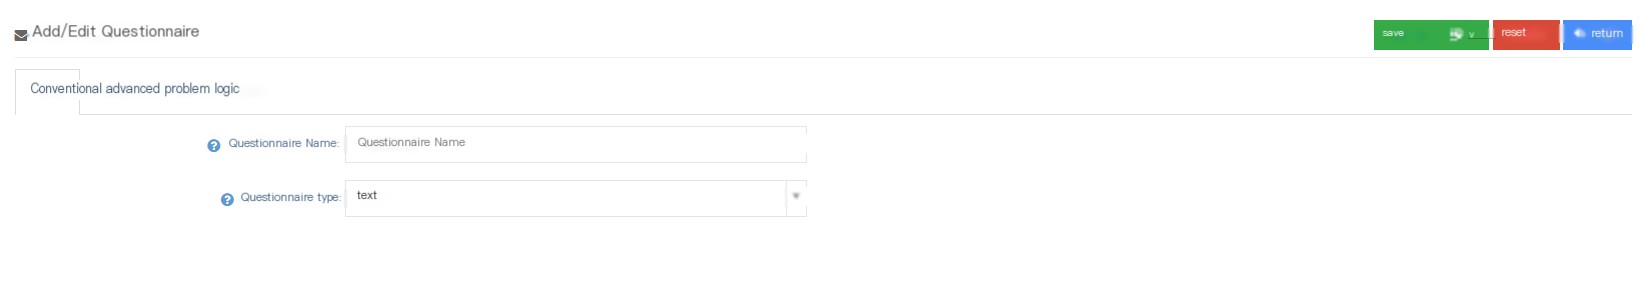 Add/Edit Questionnaire
save
v
reset
return
Conventional advanced problem logic
Questionnaire Name:
Questionnaire Name
Questionnaire type:
text